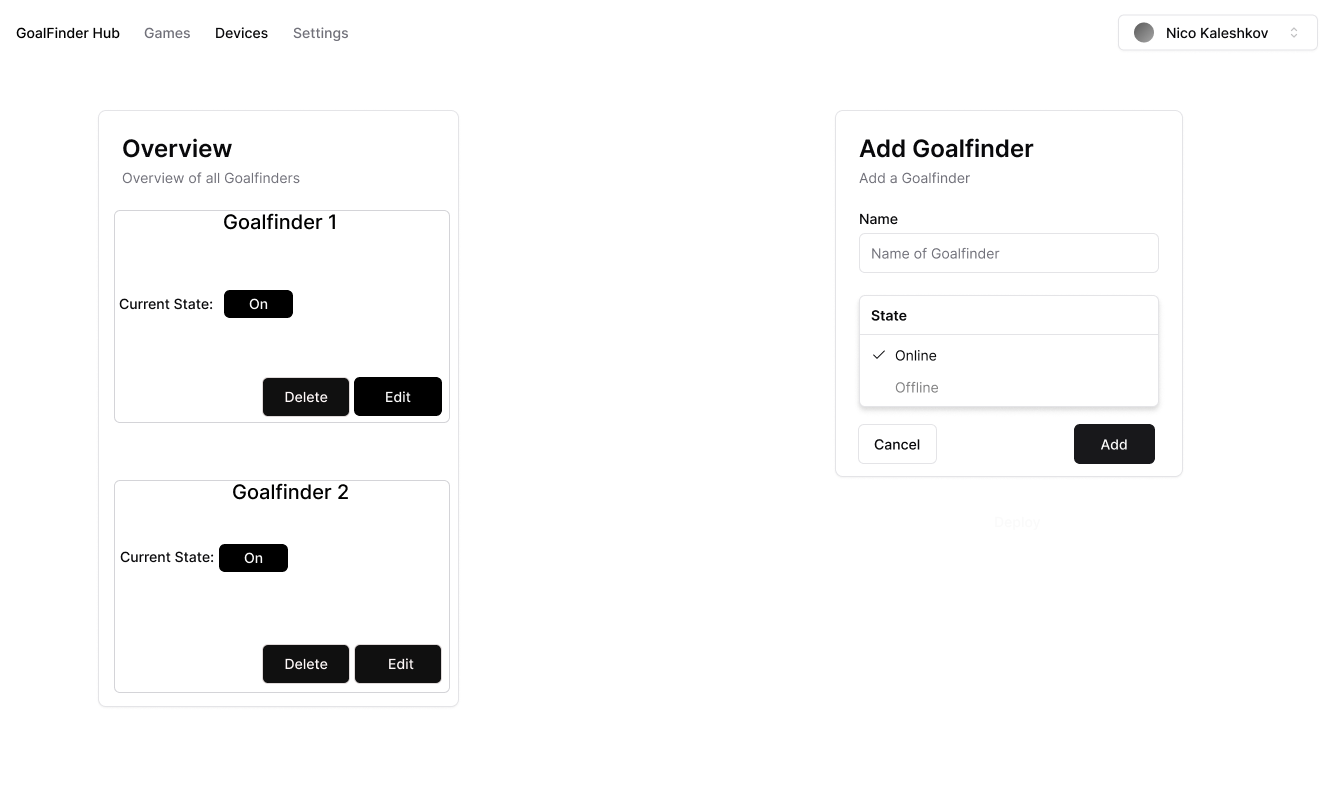 GoalFinder Hub Games Devices Settings Nico Kaleshkov
Overview
Overview of all Goalfinders
Goalfinder 1
Current State: On
Delete Edit
Goalfinder 2
Current State: On
Delete Edit
Add Goalfinder
Add a Goalfinder
Name
Name of Goalfinder
State
Online
Offline
Cancel Add
Deploy